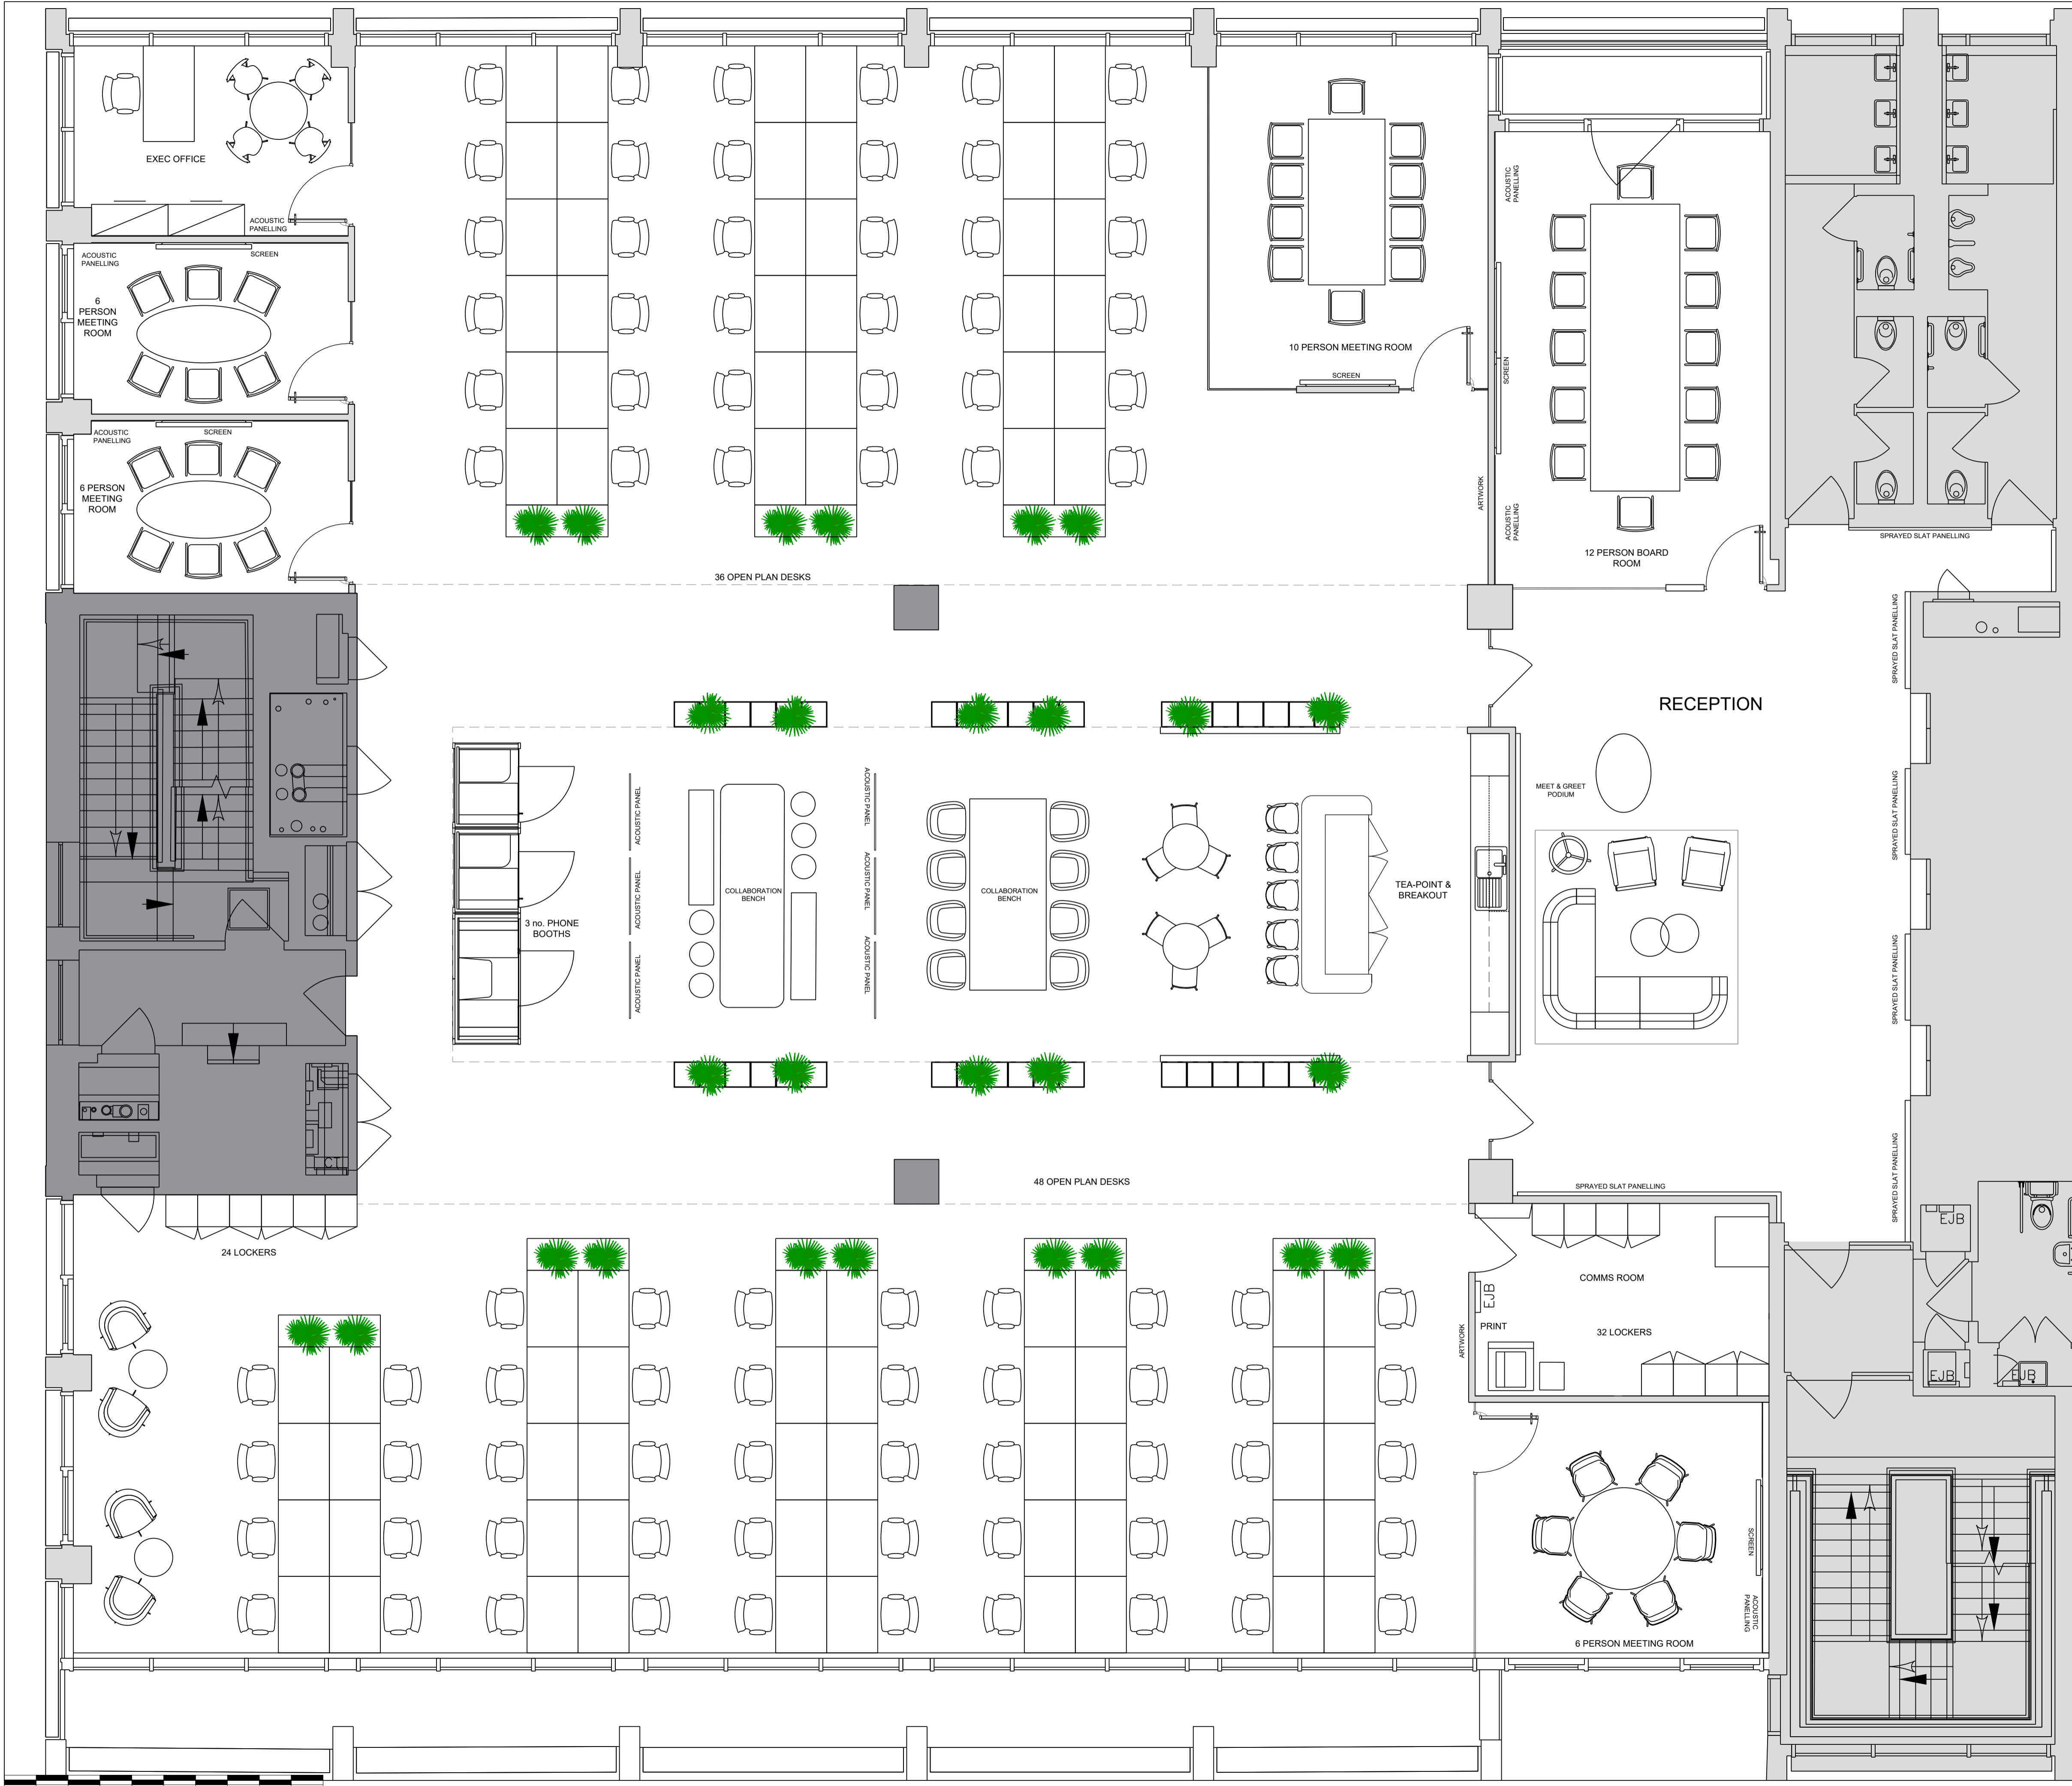 EXEC OFFICE
ACOUSTIC
PANELLING
ACOUSTIC
PANELLING
SCREEN
6
PERSON
MEETING
ROOM
ACOUSTIC
PANELLING
SCREEN
6 PERSON
MEETING
ROOM
36 OPEN PLAN DESKS
10 PERSON MEETING ROOM
SCREEN
ACOUSTIC
PANELLING
SCREEN
ARTWORK
ACOUSTIC
PANELLING
12 PERSON BOARD
ROOM
SPRAYED SLAT PANELLING
SPRAYED SLAT PANELLING
RECEPTION
MEET & GREET
PODIUM
SPRAYED SLAT PANELLING
SPRAYED SLAT PANELLING
SPRAYED SLAT PANELLING
3 no. PHONE
BOOTHS
ACOUSTIC PANEL
ACOUSTIC PANEL
ACOUSTIC PANEL
COLLABORATION
BENCH
ACOUSTIC PANEL
ACOUSTIC PANEL
ACOUSTIC PANEL
COLLABORATION
BENCH
TEA-POINT &
BREAKOUT
CT
48 OPEN PLAN DESKS
SPRAYED SLAT PANELLING
24 LOCKERS
COMMS ROOM
EJB
PRINT
32 LOCKERS
ARTWORK
EJB
EJB
EJB
SCREEN
ACOUSTIC
PANELLING
6 PERSON MEETING ROOM